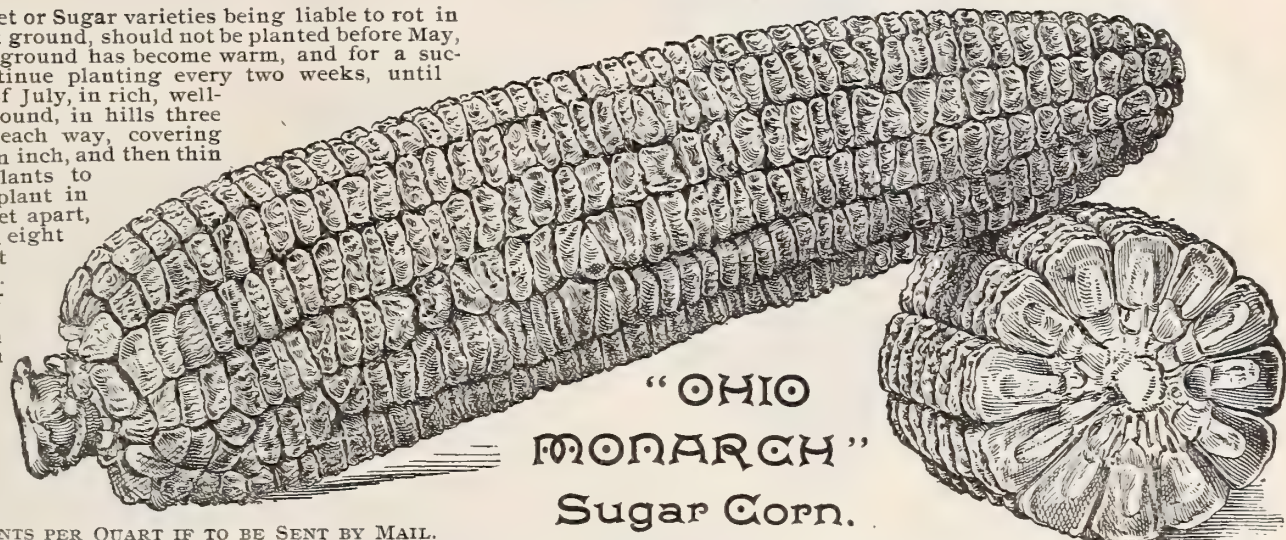 et or Sugar varieties being liable to rot in
ground, should not be planted before May,
ground has become warm, and for a suc-
tinue planting every two weeks, until
f July, in rich, well-
ound, in hills three
each way, covering
n inch, and then thin
lants to
plant in
et apart,
eight
t
"OHIO
MONARCH"
Sugar Corn.
NTS PER QUART IF TO BE SENT BY MAIL.